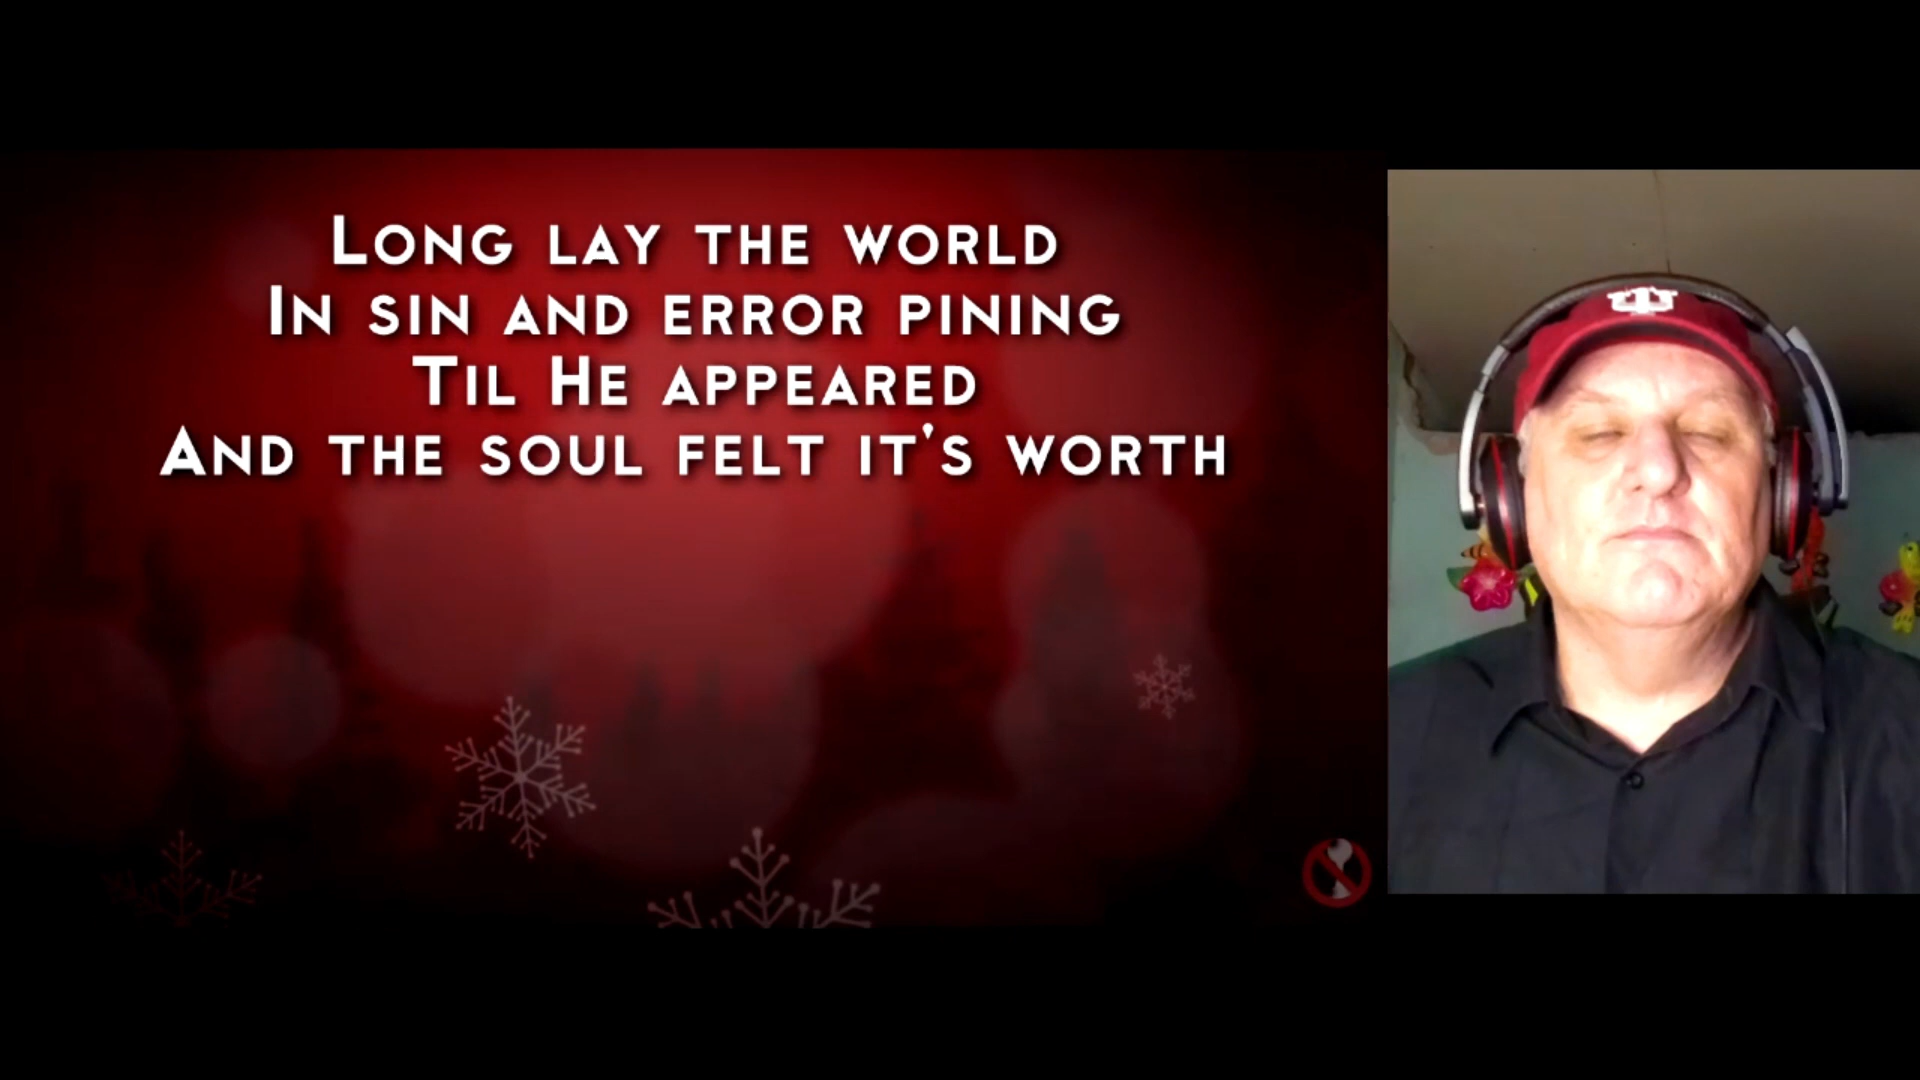 Long lay the world
In sin and error pining
Til He appeared
And the soul felt it's worth